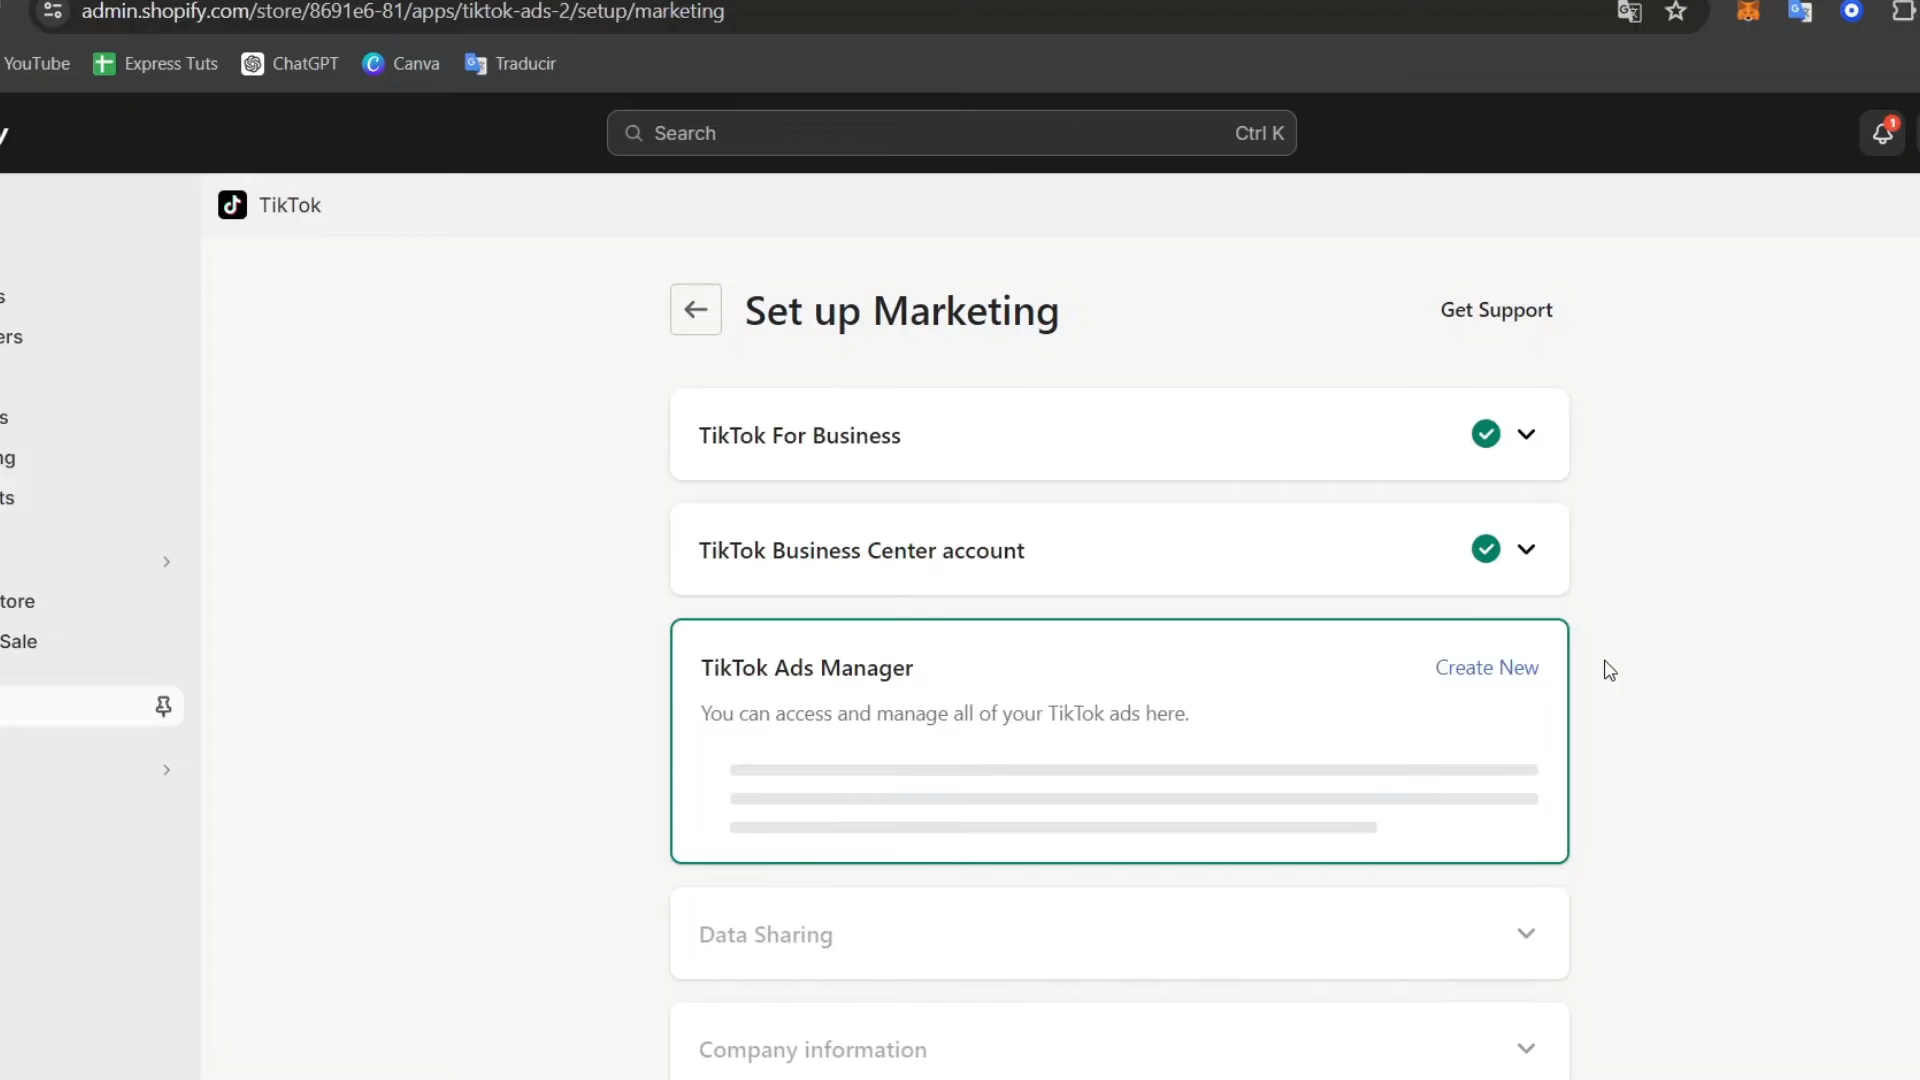 admin.shopify.com/store/8691e6-81/apps/tiktok-ads-2/setup/marketing
YouTube
Express Tuts
ChatGPT
Canva
Traducir
y
Search
Ctrl K
1
TikTok
s
ers
s
ng
ts
tore
Sale
Set up Marketing
Get Support
TikTok For Business
TikTok Business Center account
TikTok Ads Manager
Create New
You can access and manage all of your TikTok ads here.
Data Sharing
Company information